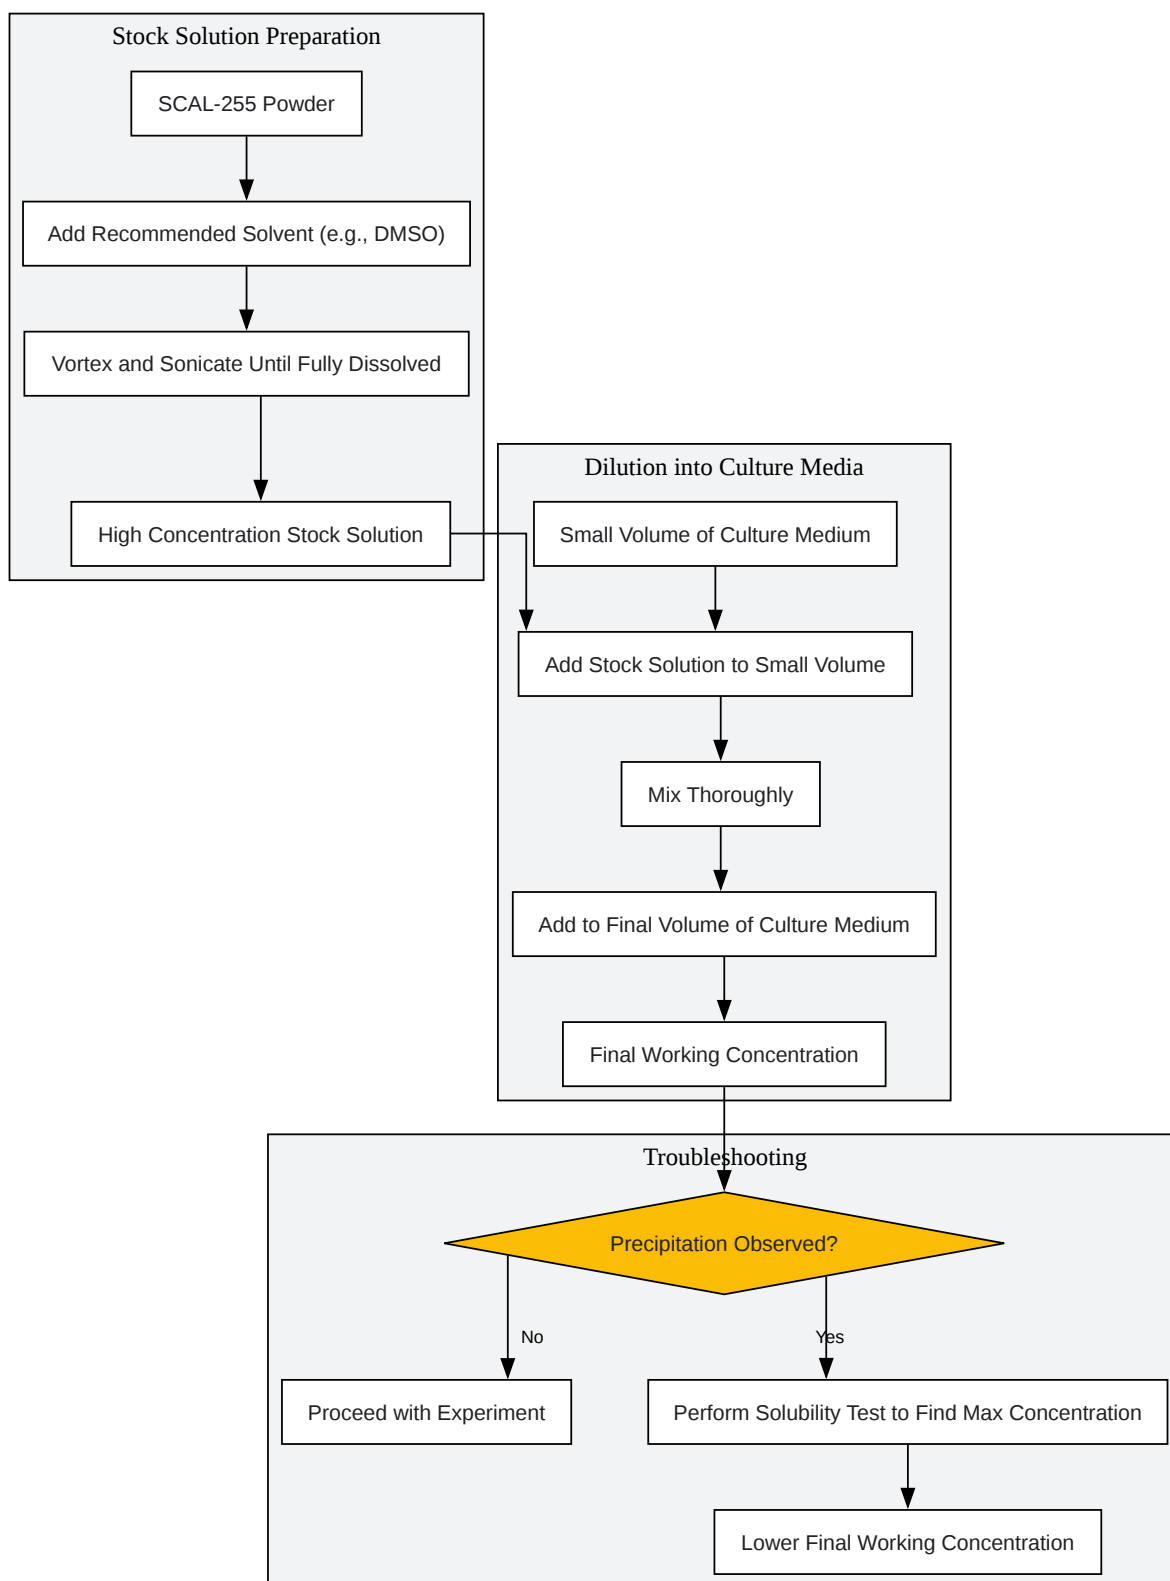 Stock Solution Preparation
SCAL-255 Powder
Add Recommended Solvent (e.g., DMSO)
Vortex and Sonicate Until Fully Dissolved
High Concentration Stock Solution
Dilution into Culture Media
Small Volume of Culture Medium
Add Stock Solution to Small Volume
Mix Thoroughly
Add to Final Volume of Culture Medium
Final Working Concentration
Troubleshooting
Precipitation Observed?
No
Yes
Proceed with Experiment
Perform Solubility Test to Find Max Concentration
Lower Final Working Concentration